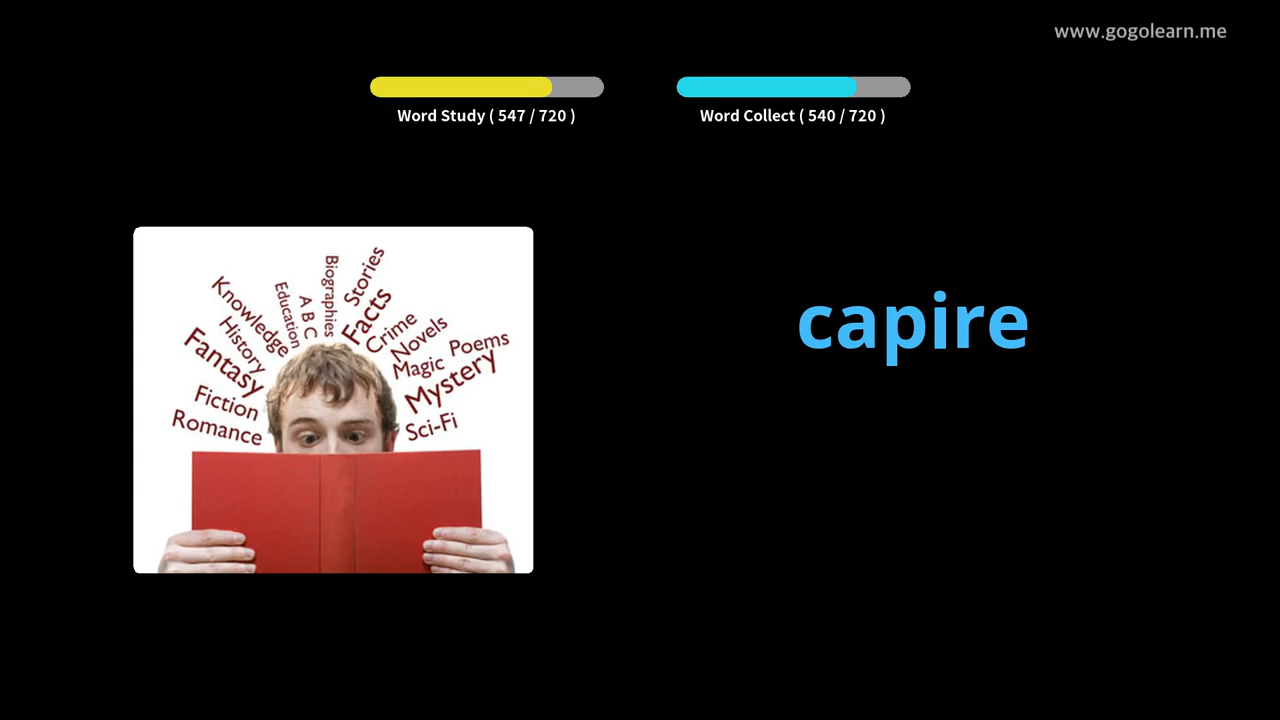 www.gogolearn.me
Word Study ( 547 / 720 )
Word Collect ( 540 / 720 )
capire
Knowledge
History
Fantasy
Fiction
Romance
Education
A B C
Biographies
Stories
Facts
Crime
Novels
Magic
Poems
Mystery
Sci-Fi